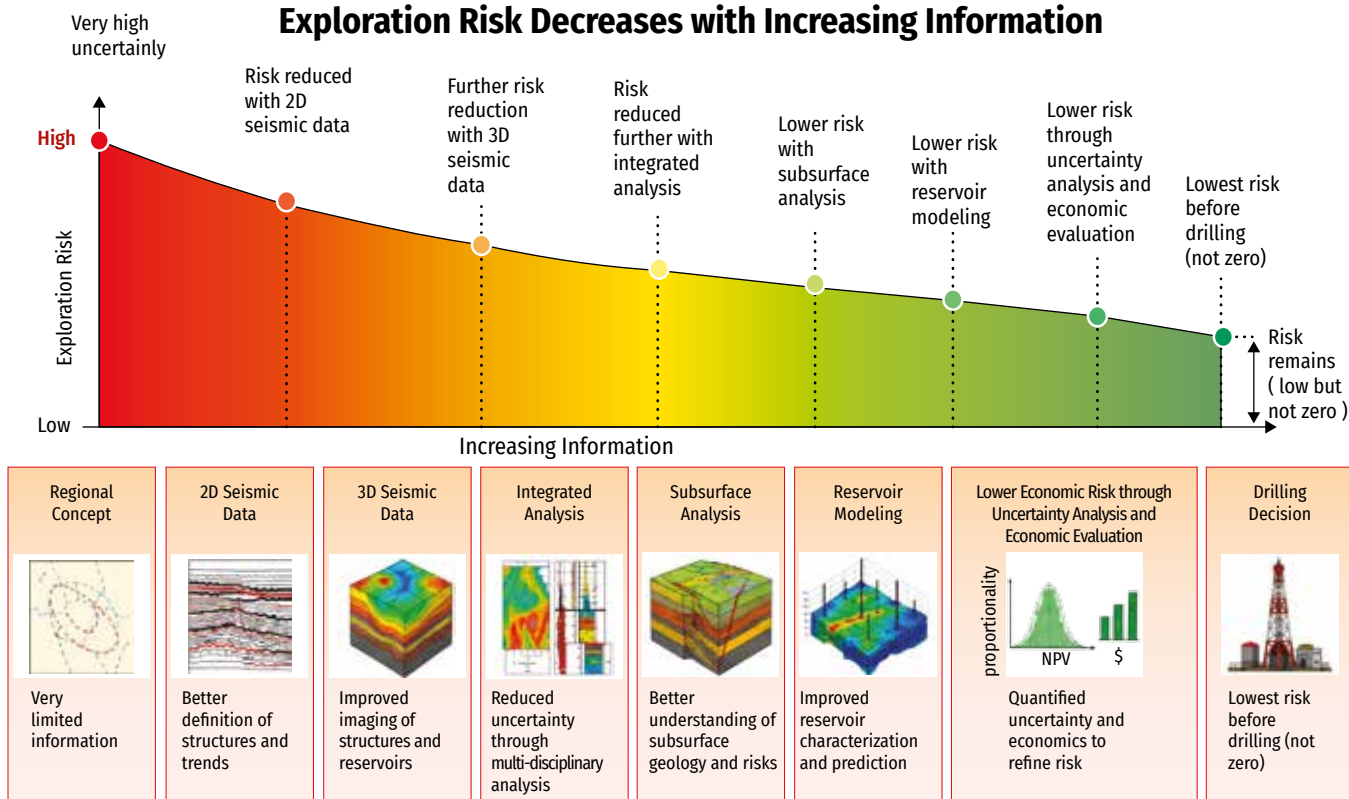 Exploration Risk Decreases with Increasing Information
Very high
uncertainly
Risk reduced
with 2D
seismic data
Further risk
reduction
with 3D
seismic
data
Risk
reduced
further with
integrated
analysis
Lower risk
with
subsurface
analysis
Lower risk
with
reservoir
modeling
Lower risk
through
uncertainty
analysis and
economic
evaluation
Lowest risk
before
drilling
(not zero)
High
Exploration Risk
Low
Risk
remains
( low but
not zero )
Increasing Information
Regional
Concept
Very
limited
information
2D Seismic
Data
Better
definition of
structures and
trends
3D Seismic
Data
Improved
imaging of
structures and
reservoirs
Integrated
Analysis
Reduced
uncertainty
through
multi-disciplinary
analysis
Subsurface
Analysis
Better
understanding of
subsurface
geology and risks
Reservoir
Modeling
Improved
reservoir
characterization
and prediction
Lower Economic Risk through
Uncertainty Analysis and
Economic Evaluation
proportionality
NPV
$
Quantified
uncertainty and
economics to
refine risk
Drilling
Decision
Lowest risk
before
drilling (not
zero)